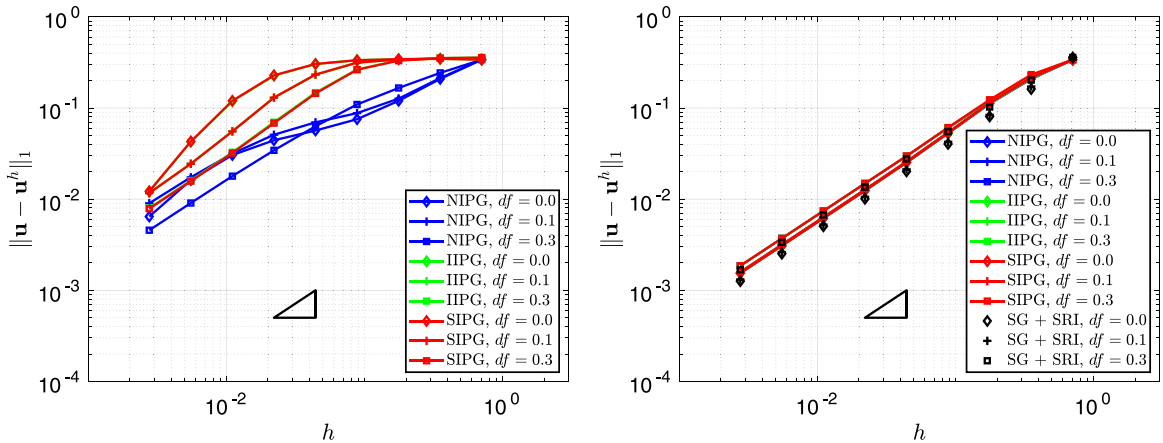 10^0
10^{-1}
10^{-2}
10^{-3}
10^{-4}
‖u − u^h‖_1
10^{-2}
10^0
h
NIPG, df = 0.0
NIPG, df = 0.1
NIPG, df = 0.3
IIPG, df = 0.0
IIPG, df = 0.1
IIPG, df = 0.3
SIPG, df = 0.0
SIPG, df = 0.1
SIPG, df = 0.3
10^0
10^{-1}
10^{-2}
10^{-3}
10^{-4}
‖u − u^h‖_1
10^{-2}
10^0
h
NIPG, df = 0.0
NIPG, df = 0.1
NIPG, df = 0.3
IIPG, df = 0.0
IIPG, df = 0.1
IIPG, df = 0.3
SIPG, df = 0.0
SIPG, df = 0.1
SIPG, df = 0.3
SG + SRI, df = 0.0
SG + SRI, df = 0.1
SG + SRI, df = 0.3